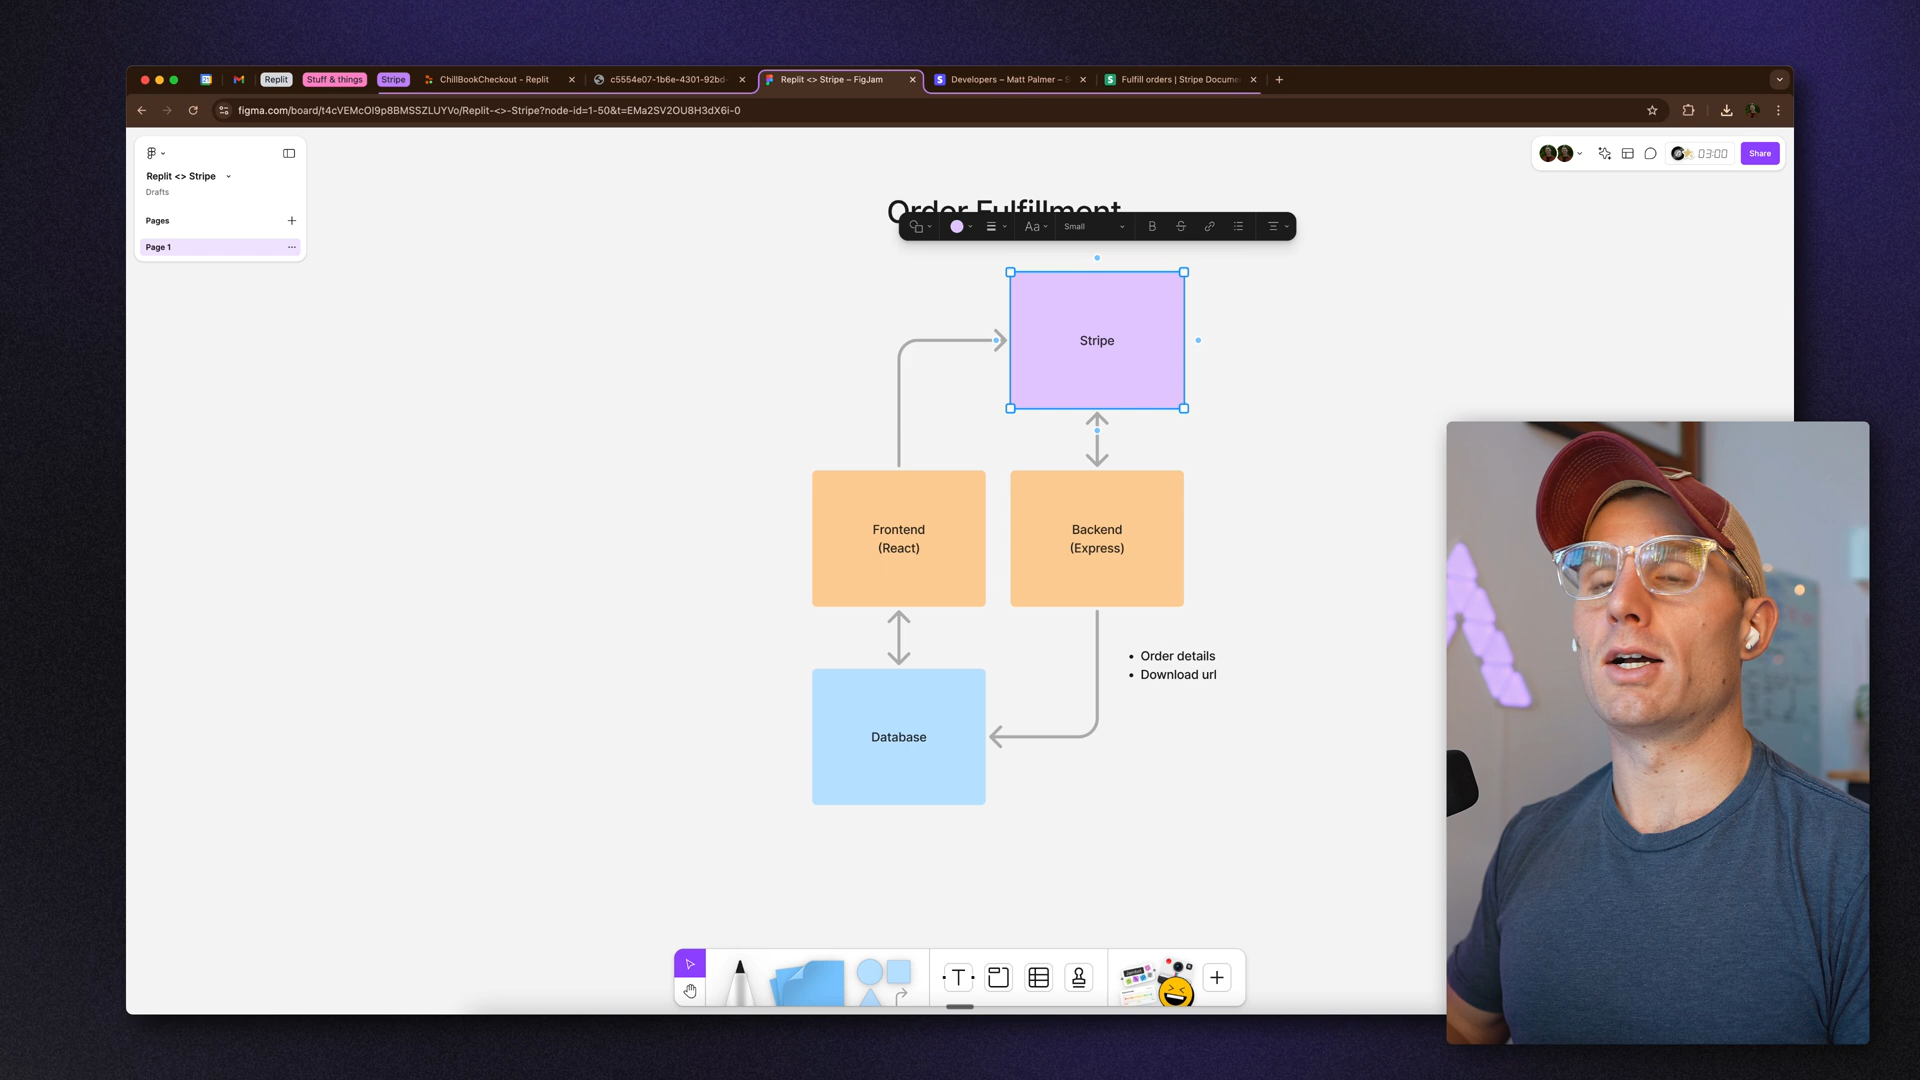 Replit
Stuff & things
Stripe
ChillBookCheckout - Replit
c5554e07-1b6e-4301-92bd-
Replit <> Stripe – FigJam
Developers – Matt Palmer – S
Fulfill orders | Stripe Docume
figma.com/board/t4cVEMcOI9p8BMSSZLUYVo/Replit-<>-Stripe?node-id=1-50&t=EMa2SV2OU8H3dX6i-0
Replit <> Stripe
Drafts
Pages
Page 1
03:00
Share
Order Fulfillment
Aa
Small
B
S
Stripe
Frontend
(React)
Backend
(Express)
• Order details
• Download url
Database
T